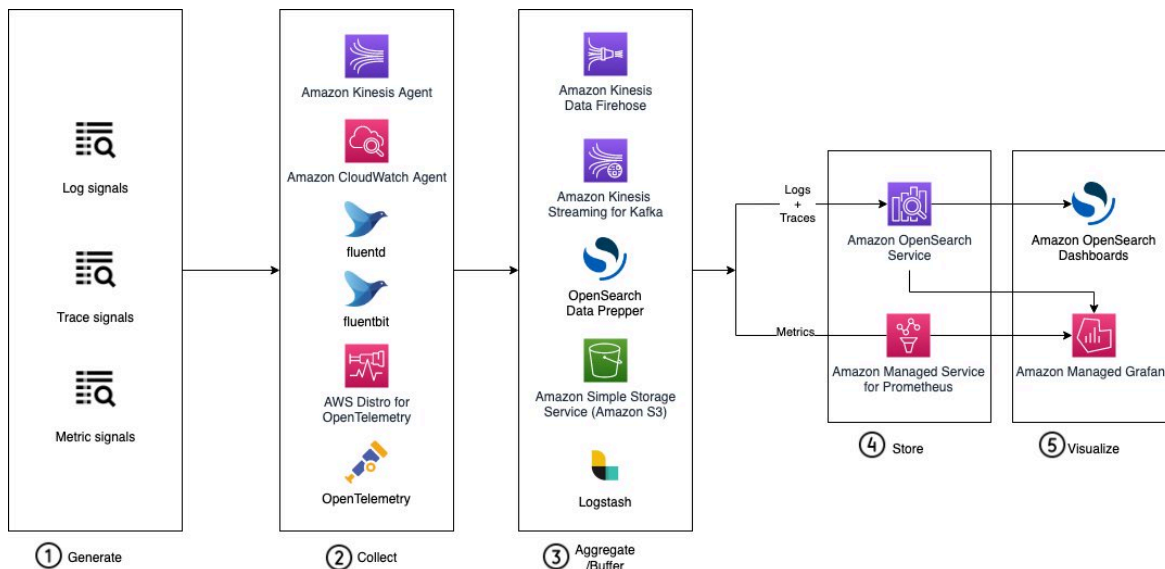 Log signals
Trace signals
Metric signals
1 Generate
Amazon Kinesis Agent
Amazon CloudWatch Agent
fluentd
fluentbit
AWS Distro for
OpenTelemetry
OpenTelemetry
2 Collect
Amazon Kinesis
Data Firehose
Amazon Kinesis
Streaming for Kafka
OpenSearch
Data Prepper
Amazon Simple Storage
Service (Amazon S3)
Logstash
3 Aggregate
/Buffer
Logs
+
Traces
Metrics
Amazon OpenSearch
Service
Amazon Managed Service
for Prometheus
4 Store
Amazon OpenSearch
Dashboards
Amazon Managed Grafan
5 Visualize